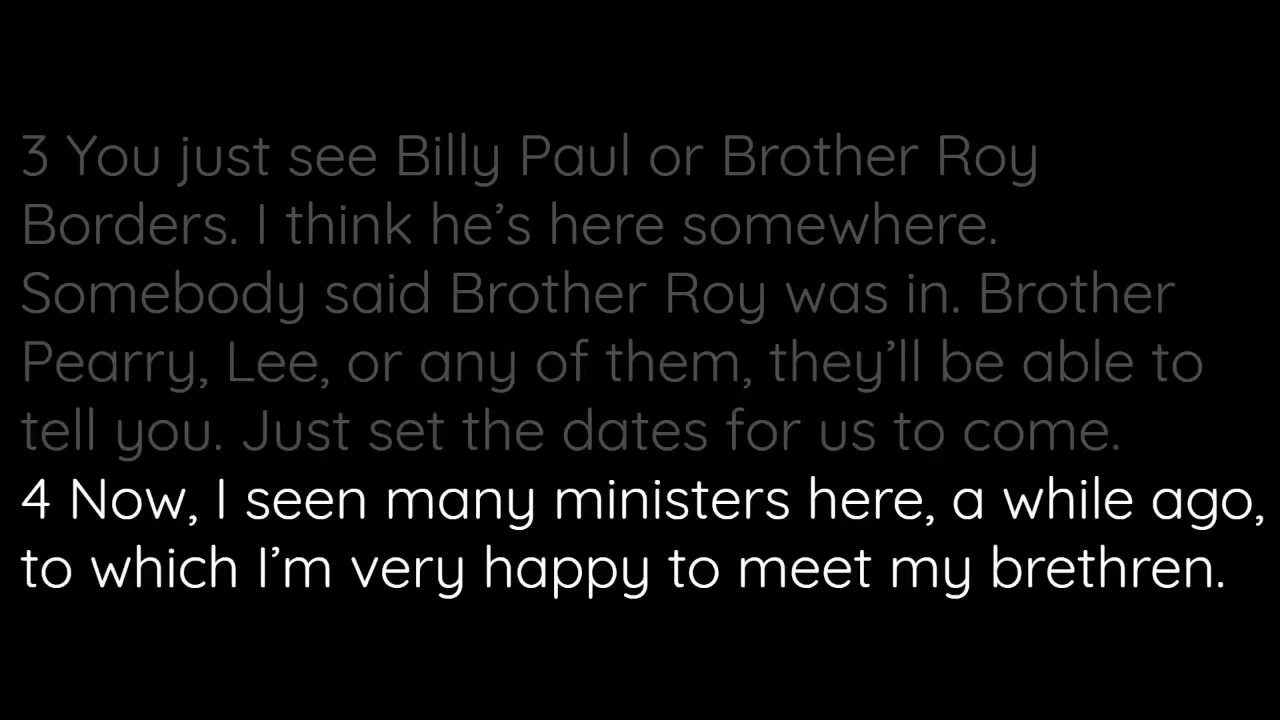 3 You just see Billy Paul or Brother Roy
Borders. I think he’s here somewhere.
Somebody said Brother Roy was in. Brother
Pearry, Lee, or any of them, they’ll be able to
tell you. Just set the dates for us to come.
4 Now, I seen many ministers here, a while ago,
to which I’m very happy to meet my brethren.